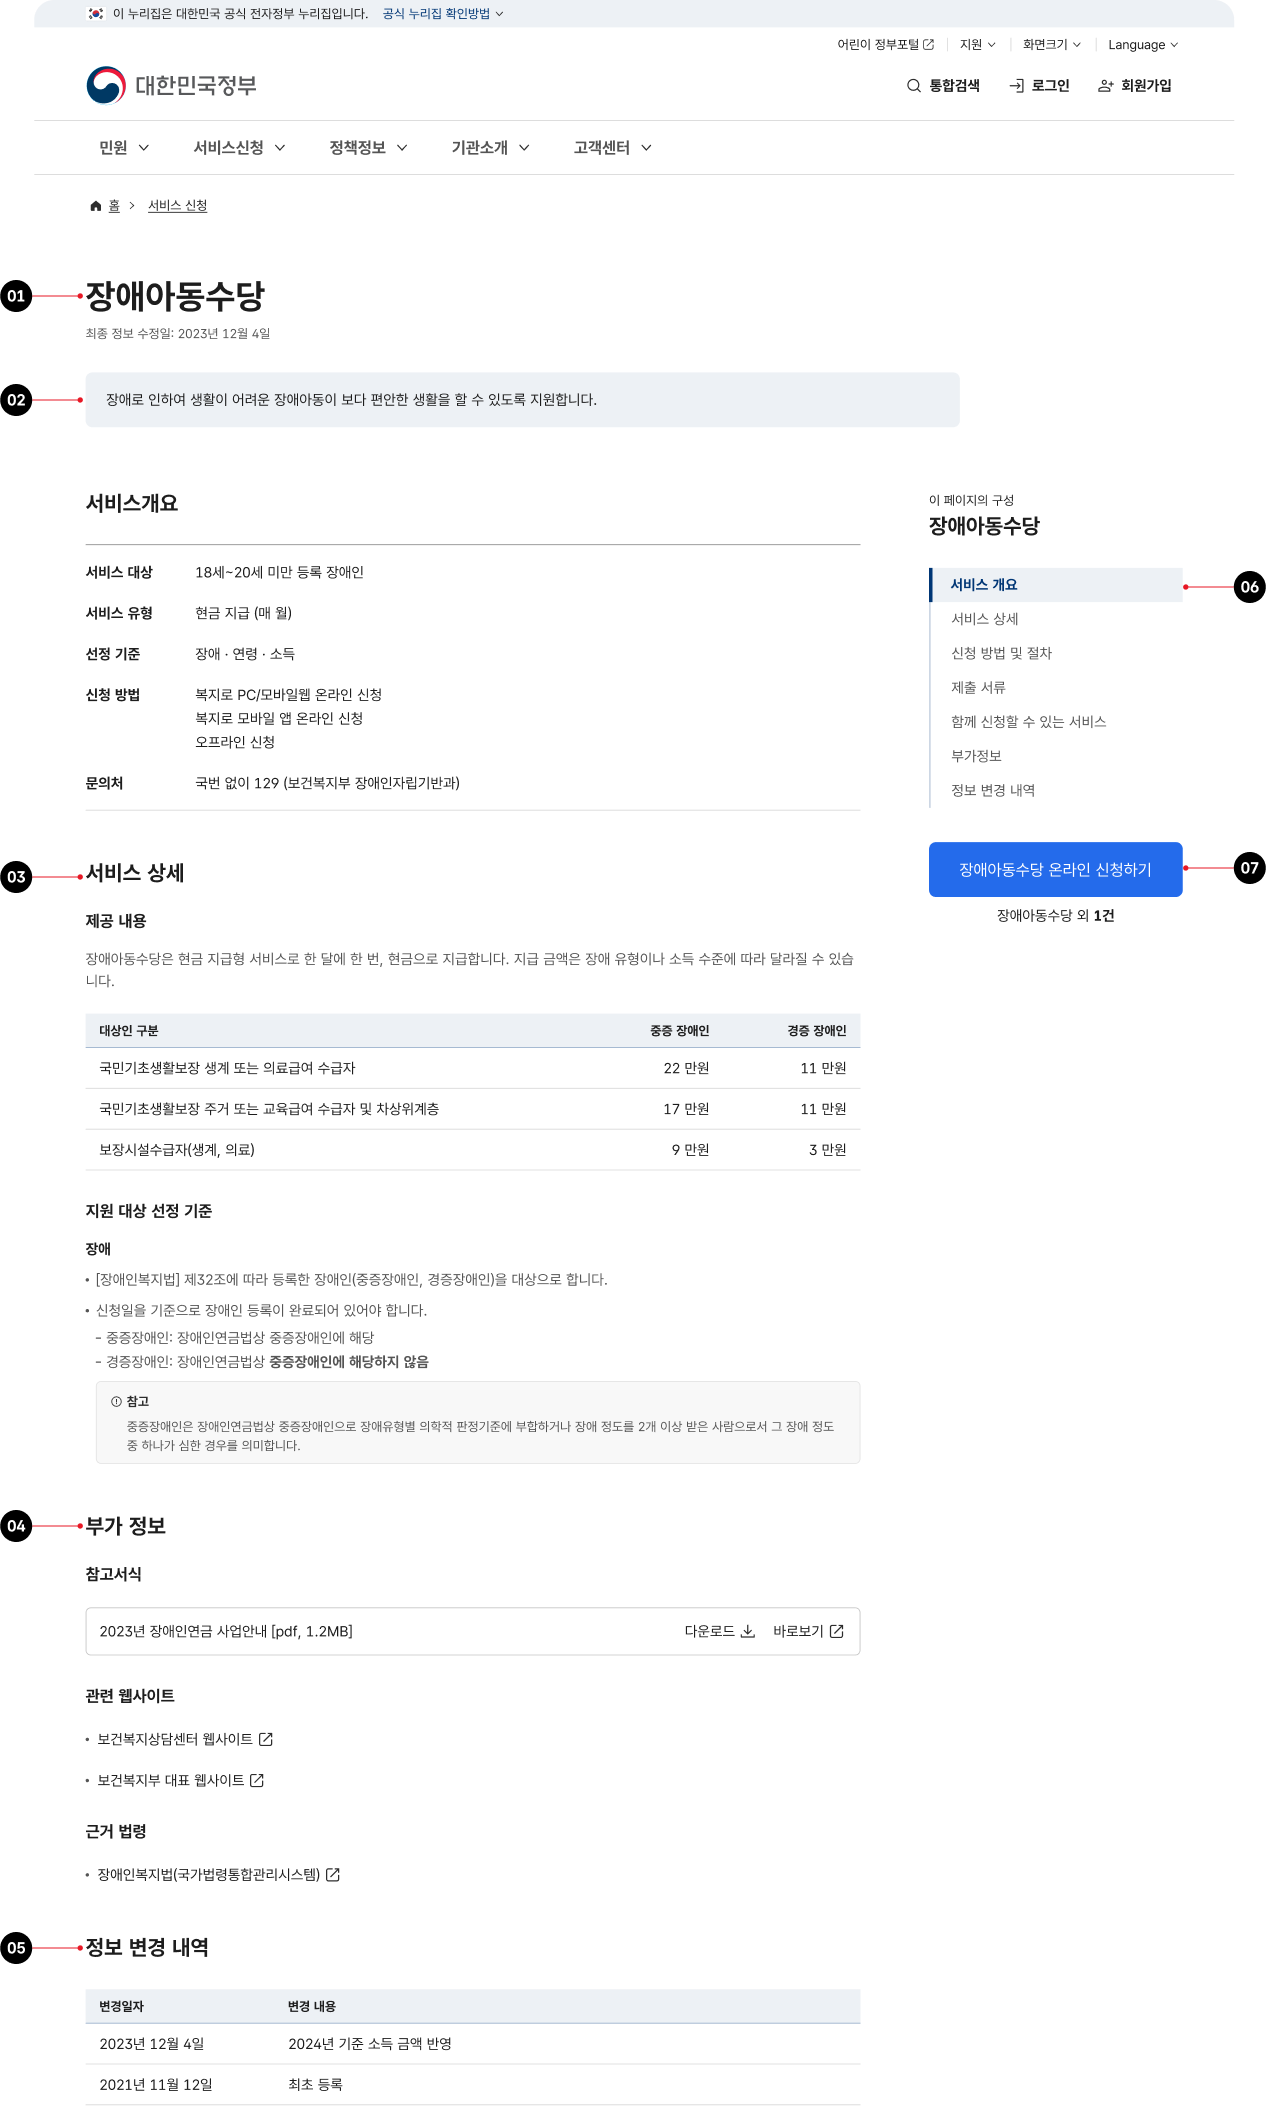 이 누리집은 대한민국 공식 전자정부 누리집입니다. 공식 누리집 확인방법
어린이 정부포털 지원 화면크기 Language
대한민국정부
통합검색 로그인 회원가입
민원 서비스신청 정책정보 기관소개 고객센터
홈 서비스 신청
01
장애아동수당
최종 정보 수정일: 2023년 12월 4일
02
장애로 인하여 생활이 어려운 장애아동이 보다 편안한 생활을 할 수 있도록 지원합니다.
서비스개요
서비스 대상 18세~20세 미만 등록 장애인
서비스 유형 현금 지급 (매 월)
선정 기준 장애 · 연령 · 소득
신청 방법 복지로 PC/모바일웹 온라인 신청
복지로 모바일 앱 온라인 신청
오프라인 신청
문의처 국번 없이 129 (보건복지부 장애인자립기반과)
이 페이지의 구성
장애아동수당
서비스 개요
06
서비스 상세
신청 방법 및 절차
제출 서류
함께 신청할 수 있는 서비스
부가정보
정보 변경 내역
장애아동수당 온라인 신청하기
07
장애아동수당 외 1건
03
서비스 상세
제공 내용
장애아동수당은 현금 지급형 서비스로 한 달에 한 번, 현금으로 지급합니다. 지급 금액은 장애 유형이나 소득 수준에 따라 달라질 수 있습
니다.
대상인 구분 중증 장애인 경증 장애인
국민기초생활보장 생계 또는 의료급여 수급자 22 만원 11 만원
국민기초생활보장 주거 또는 교육급여 수급자 및 차상위계층 17 만원 11 만원
보장시설수급자(생계, 의료) 9 만원 3 만원
지원 대상 선정 기준
장애
• [장애인복지법] 제32조에 따라 등록한 장애인(중증장애인, 경증장애인)을 대상으로 합니다.
• 신청일을 기준으로 장애인 등록이 완료되어 있어야 합니다.
- 중증장애인: 장애인연금법상 중증장애인에 해당
- 경증장애인: 장애인연금법상 중증장애인에 해당하지 않음
참고
중증장애인은 장애인연금법상 중증장애인으로 장애유형별 의학적 판정기준에 부합하거나 장애 정도를 2개 이상 받은 사람으로서 그 장애 정도
중 하나가 심한 경우를 의미합니다.
04
부가 정보
참고서식
2023년 장애인연금 사업안내 [pdf, 1.2MB] 다운로드 바로보기
관련 웹사이트
• 보건복지상담센터 웹사이트
• 보건복지부 대표 웹사이트
근거 법령
• 장애인복지법(국가법령통합관리시스템)
05
정보 변경 내역
변경일자 변경 내용
2023년 12월 4일 2024년 기준 소득 금액 반영
2021년 11월 12일 최초 등록